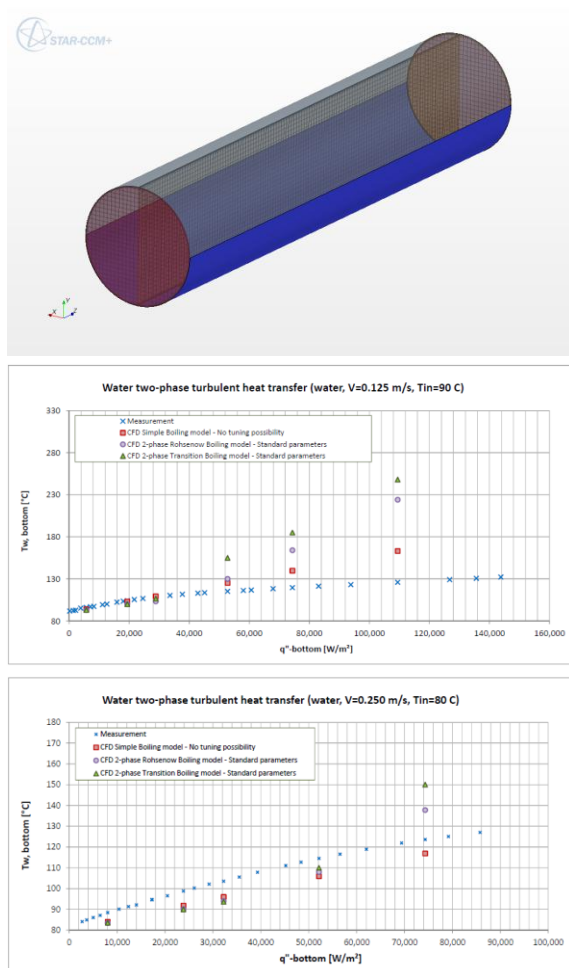 STAR-CCM+
Y
X
Z
Water two-phase turbulent heat transfer (water, V=0.125 m/s, Tin=90 C)
330
280
230
180
130
80
Tw, bottom [°C]
Measurement
CFD Simple Boiling model - No tuning possibility
CFD 2-phase Rohsenow Boiling model - Standard parameters
CFD 2-phase Transition Boiling model - Standard parameters
0 20,000 40,000 60,000 80,000 100,000 120,000 140,000 160,000
q"-bottom [W/m²]
Water two-phase turbulent heat transfer (water, V=0.250 m/s, Tin=80 C)
180
170
160
150
140
130
120
110
100
90
80
Tw, bottom [°C]
Measurement
CFD Simple Boiling model - No tuning possibility
CFD 2-phase Rohsenow Boiling model - Standard parameters
CFD 2-phase Transition Boiling model - Standard parameters
0 10,000 20,000 30,000 40,000 50,000 60,000 70,000 80,000 90,000 100,000
q"-bottom [W/m²]